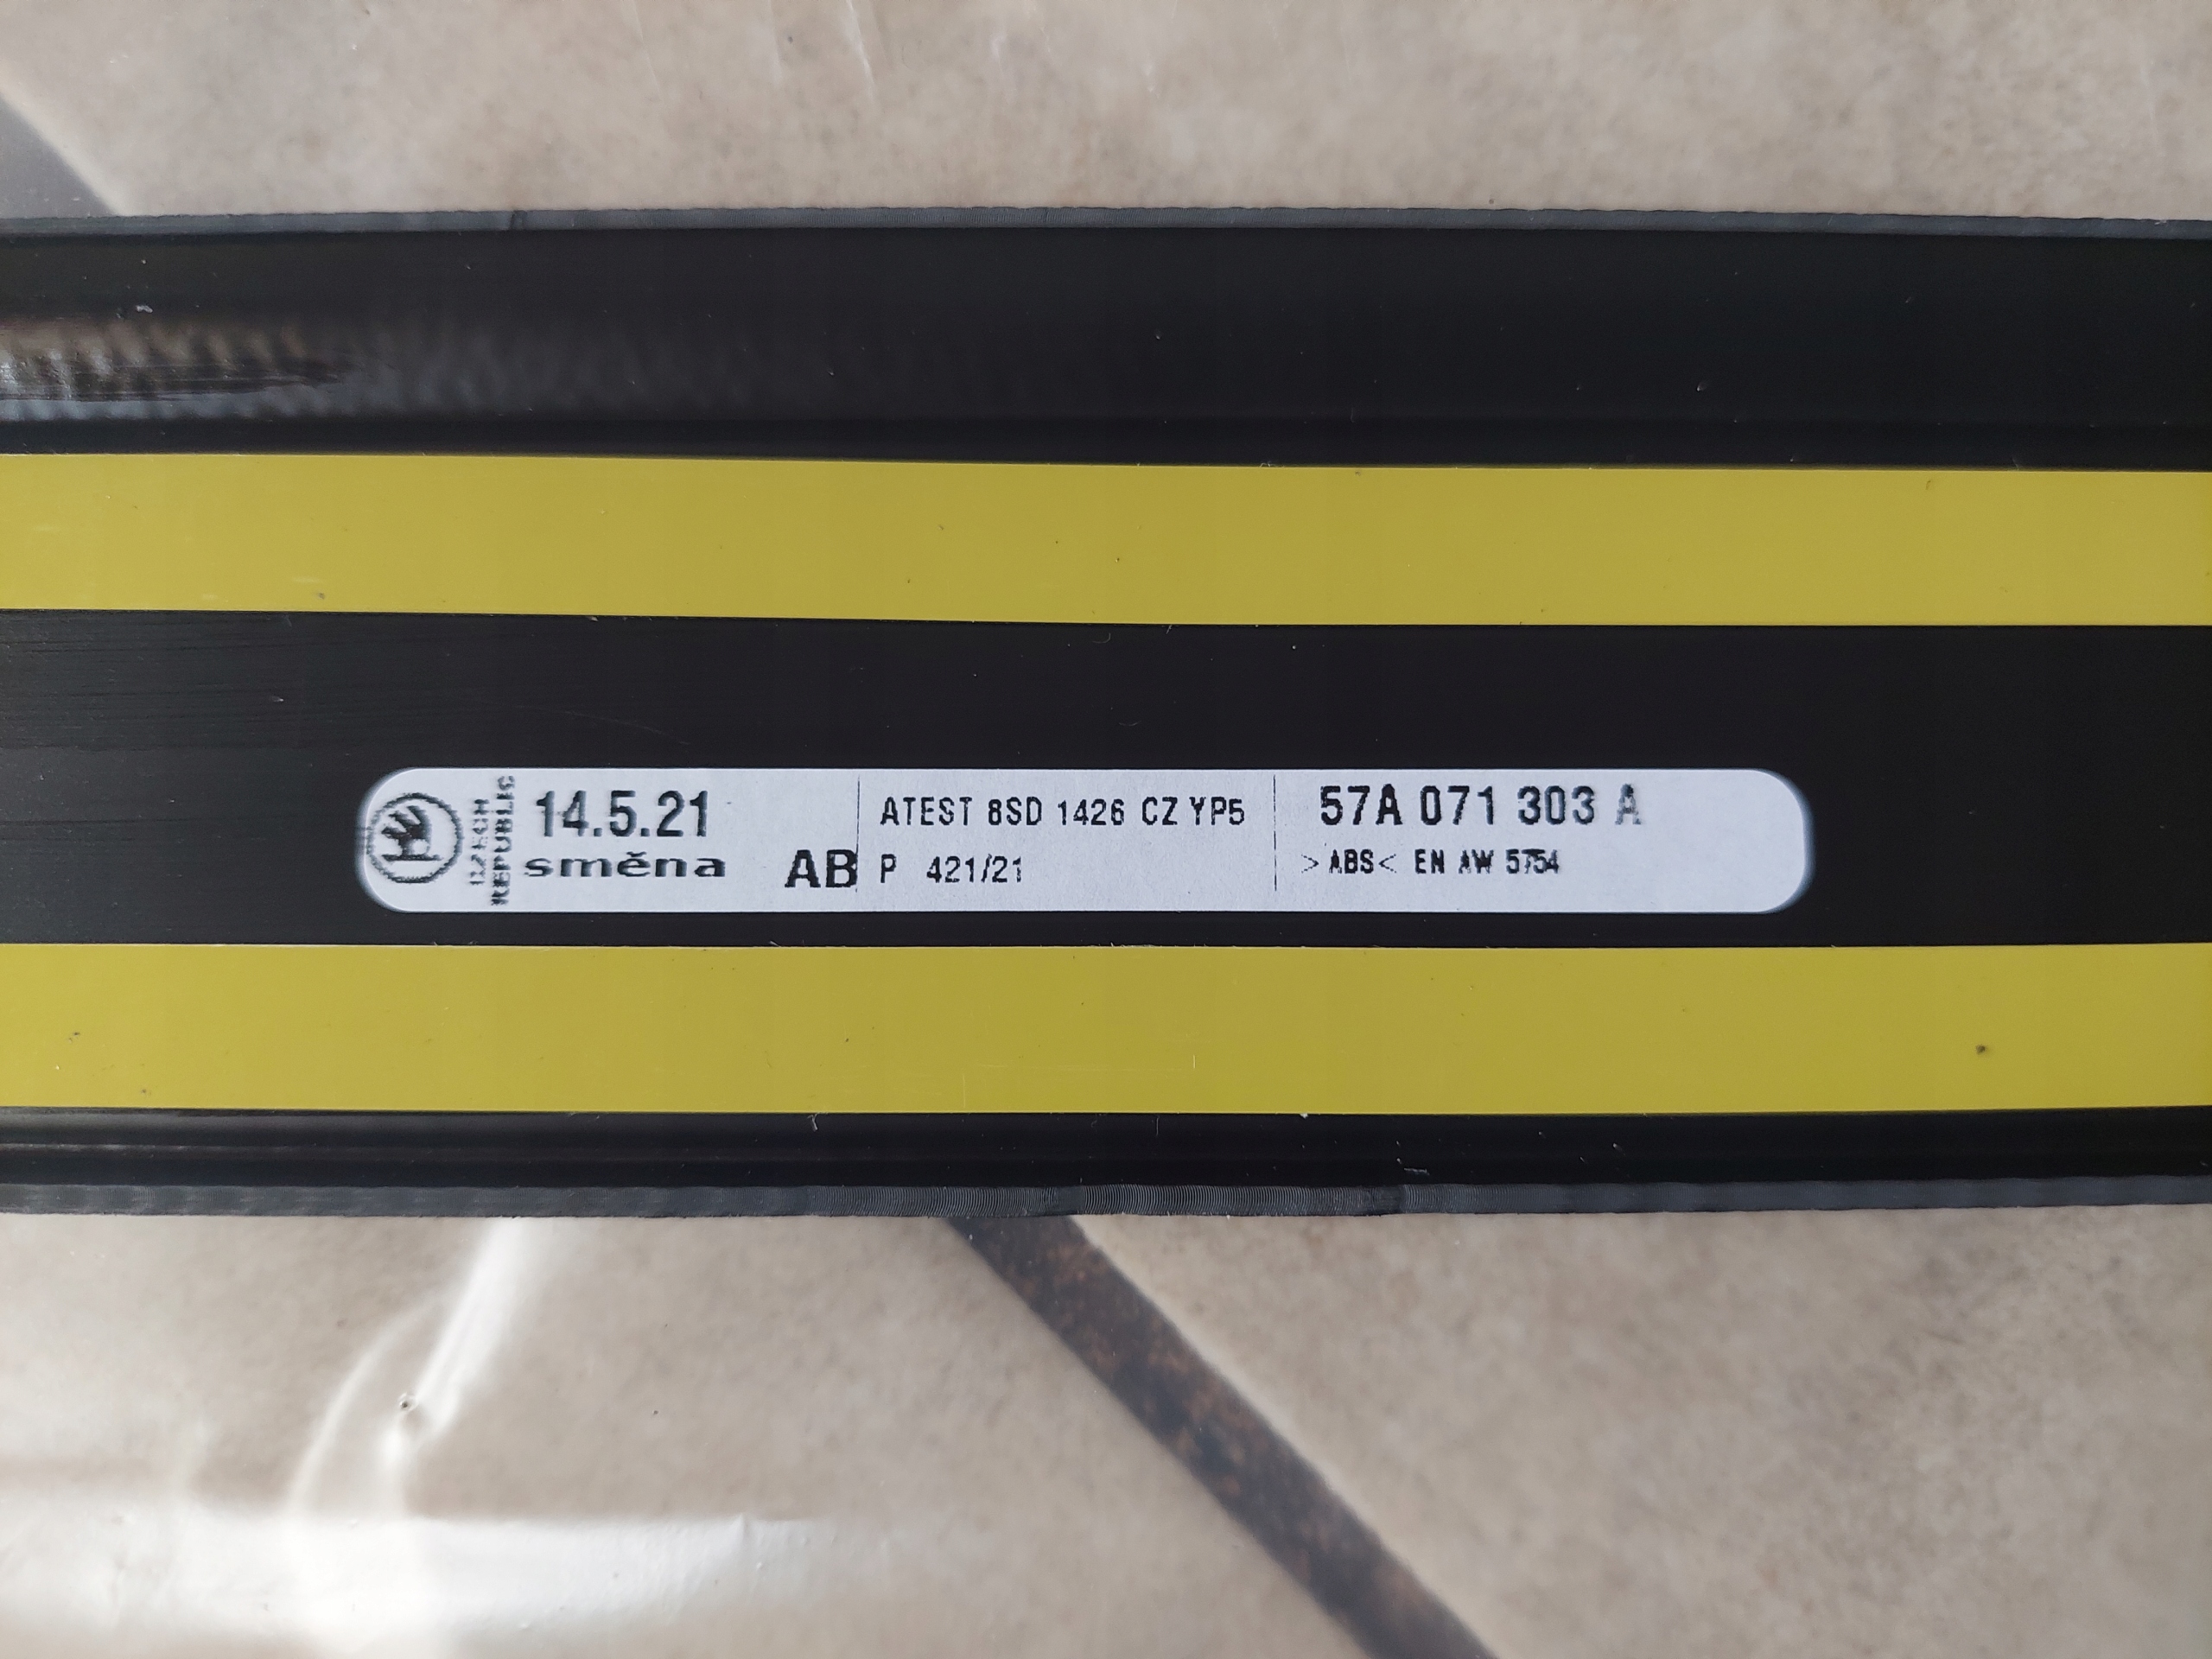 CZECH
REPUBLIC
14.5.21
směna AB
ATEST 8SD 1426 CZ YP5
P 421/21
57A 071 303 A
>ABS< EN AW 5754